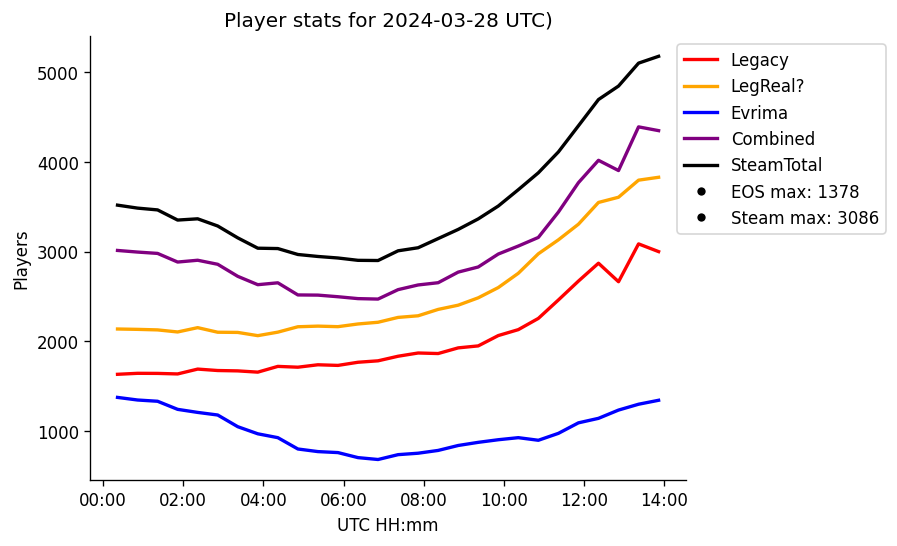 Player stats for 2024-03-28 UTC)
Legacy
LegReal?
Evrima
Combined
SteamTotal
EOS max: 1378
Steam max: 3086
Players
5000
4000
3000
2000
1000
00:00 02:00 04:00 06:00 08:00 10:00 12:00 14:00
UTC HH:mm